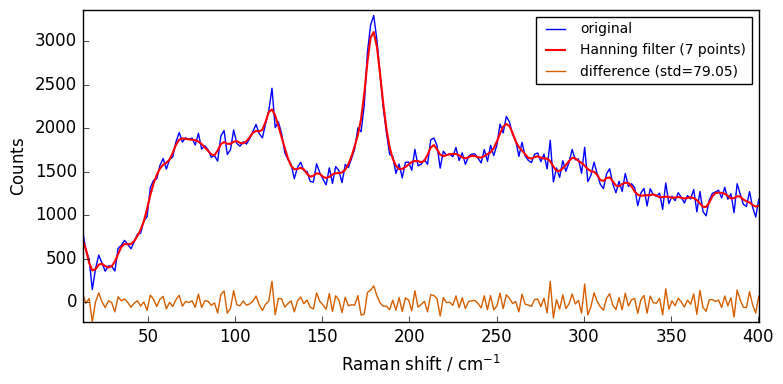 original
Hanning filter (7 points)
difference (std=79.05)
Counts
3000
2500
2000
1500
1000
500
0
50 100 150 200 250 300 350 400
Raman shift / cm⁻¹